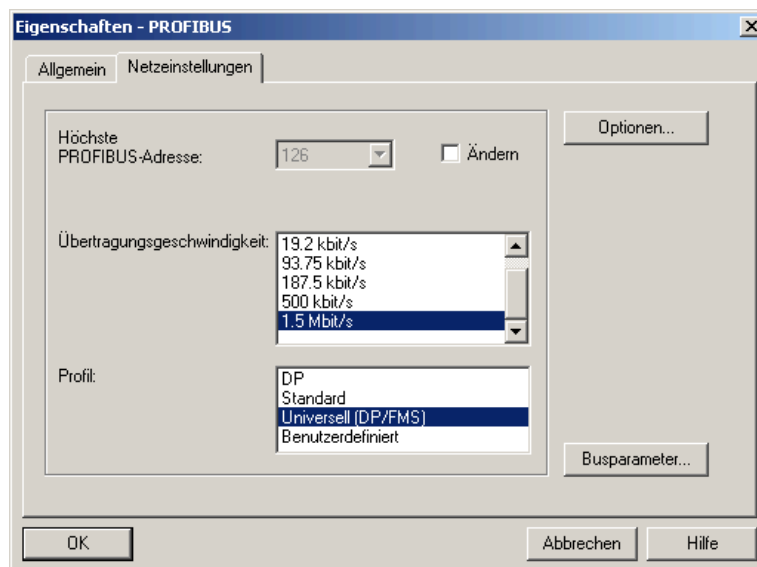 Eigenschaften - PROFIBUS
Allgemein
Netzeinstellungen
Höchste
PROFIBUS-Adresse:
126
Ändern
Optionen...
Übertragungsgeschwindigkeit:
19.2 kbit/s
93.75 kbit/s
187.5 kbit/s
500 kbit/s
1.5 Mbit/s
Profil:
DP
Standard
Universell (DP/FMS)
Benutzerdefiniert
Busparameter...
OK
Abbrechen
Hilfe